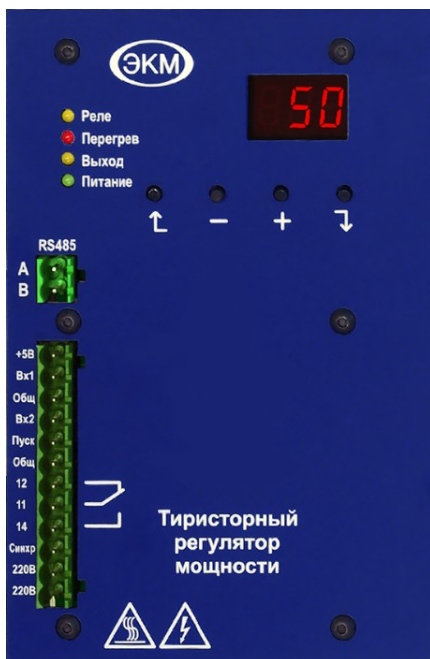 ЭКМ
50
Реле
Перегрев
Выход
Питание
RS485
A
B
+5В
Вх1
Общ
Вх2
Пуск
Общ
12
11
14
Синхр
220В
220В
Тиристорный
регулятор
мощности